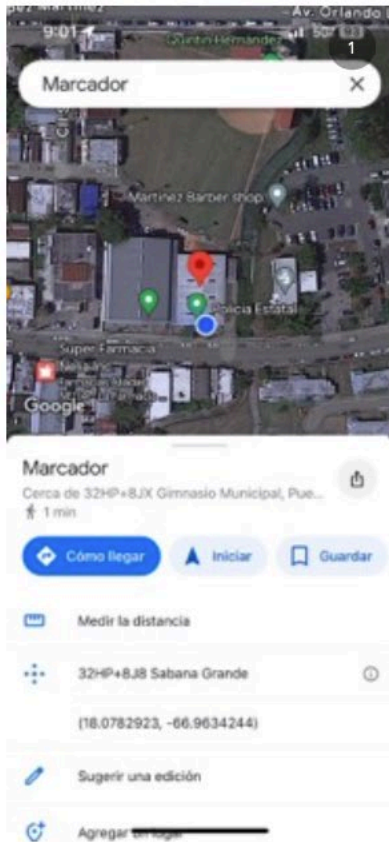 Av. Orlando
9:01
Quintin Hernandez
1
Marcador
Martinez Barber shop
Policia Estatal
Super Farmacia
Google
Marcador
Cerca de 32HP+8JX Gimnasio Municipal, Pue...
1 min
Cómo llegar
Iniciar
Guardar
Medir la distancia
32HP+8J8 Sabana Grande
(18.0782923, -66.9634244)
Sugerir una edición
Agregar un lugar